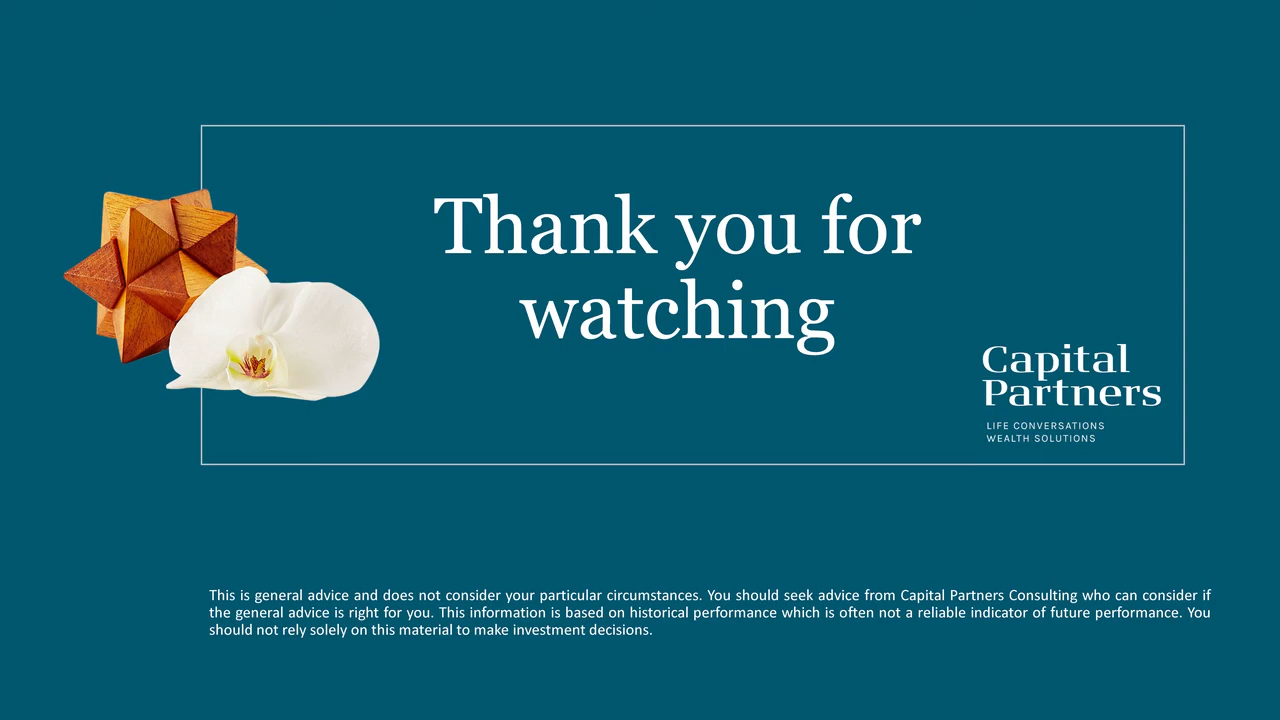 Thank you for
watching
Capital
Partners
LIFE CONVERSATIONS
WEALTH SOLUTIONS
This is general advice and does not consider your particular circumstances. You should seek advice from Capital Partners Consulting who can consider if
the general advice is right for you. This information is based on historical performance which is often not a reliable indicator of future performance. You
should not rely solely on this material to make investment decisions.